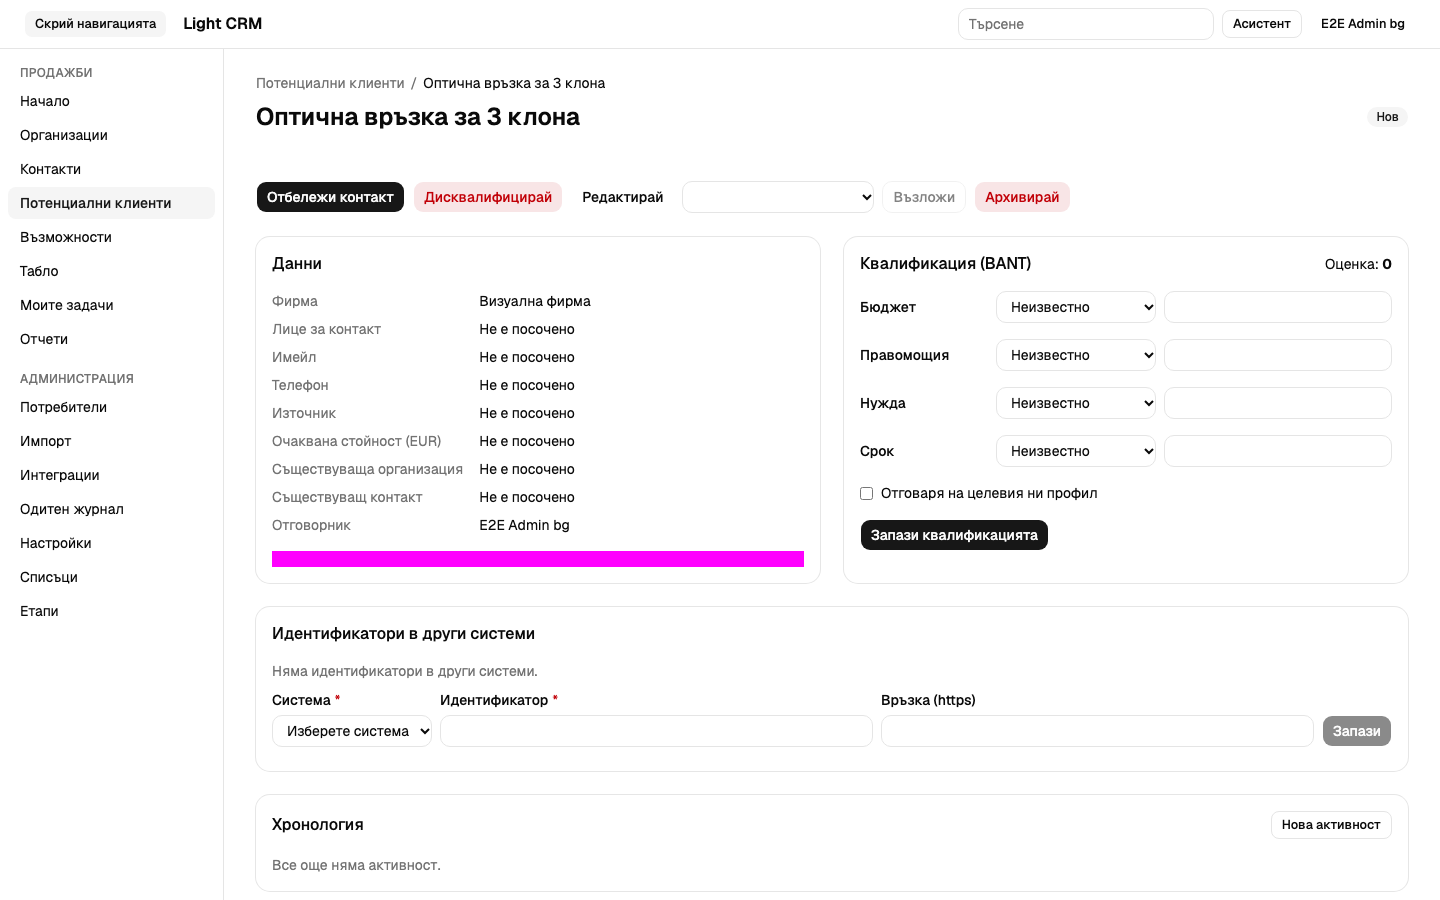 Скрий навигацията
Light CRM
Търсене
Асистент
E2E Admin bg
ПРОДАЖБИ
Начало
Организации
Контакти
Потенциални клиенти
Възможности
Табло
Моите задачи
Отчети
АДМИНИСТРАЦИЯ
Потребители
Импорт
Интеграции
Одитен журнал
Настройки
Списъци
Етапи
Потенциални клиенти / Оптична връзка за 3 клона
Оптична връзка за 3 клона
Нов
Отбележи контакт
Дисквалифицирай
Редактирай
Възложи
Архивирай
Данни
Фирма Визуална фирма
Лице за контакт Не е посочено
Имейл Не е посочено
Телефон Не е посочено
Източник Не е посочено
Очаквана стойност (EUR) Не е посочено
Съществуваща организация Не е посочено
Съществуващ контакт Не е посочено
Отговорник E2E Admin bg
Квалификация (BANT)
Оценка: 0
Бюджет Неизвестно
Правомощия Неизвестно
Нужда Неизвестно
Срок Неизвестно
Отговаря на целевия ни профил
Запази квалификацията
Идентификатори в други системи
Няма идентификатори в други системи.
Система * Идентификатор * Връзка (https)
Изберете система Запази
Хронология
Нова активност
Все още няма активност.